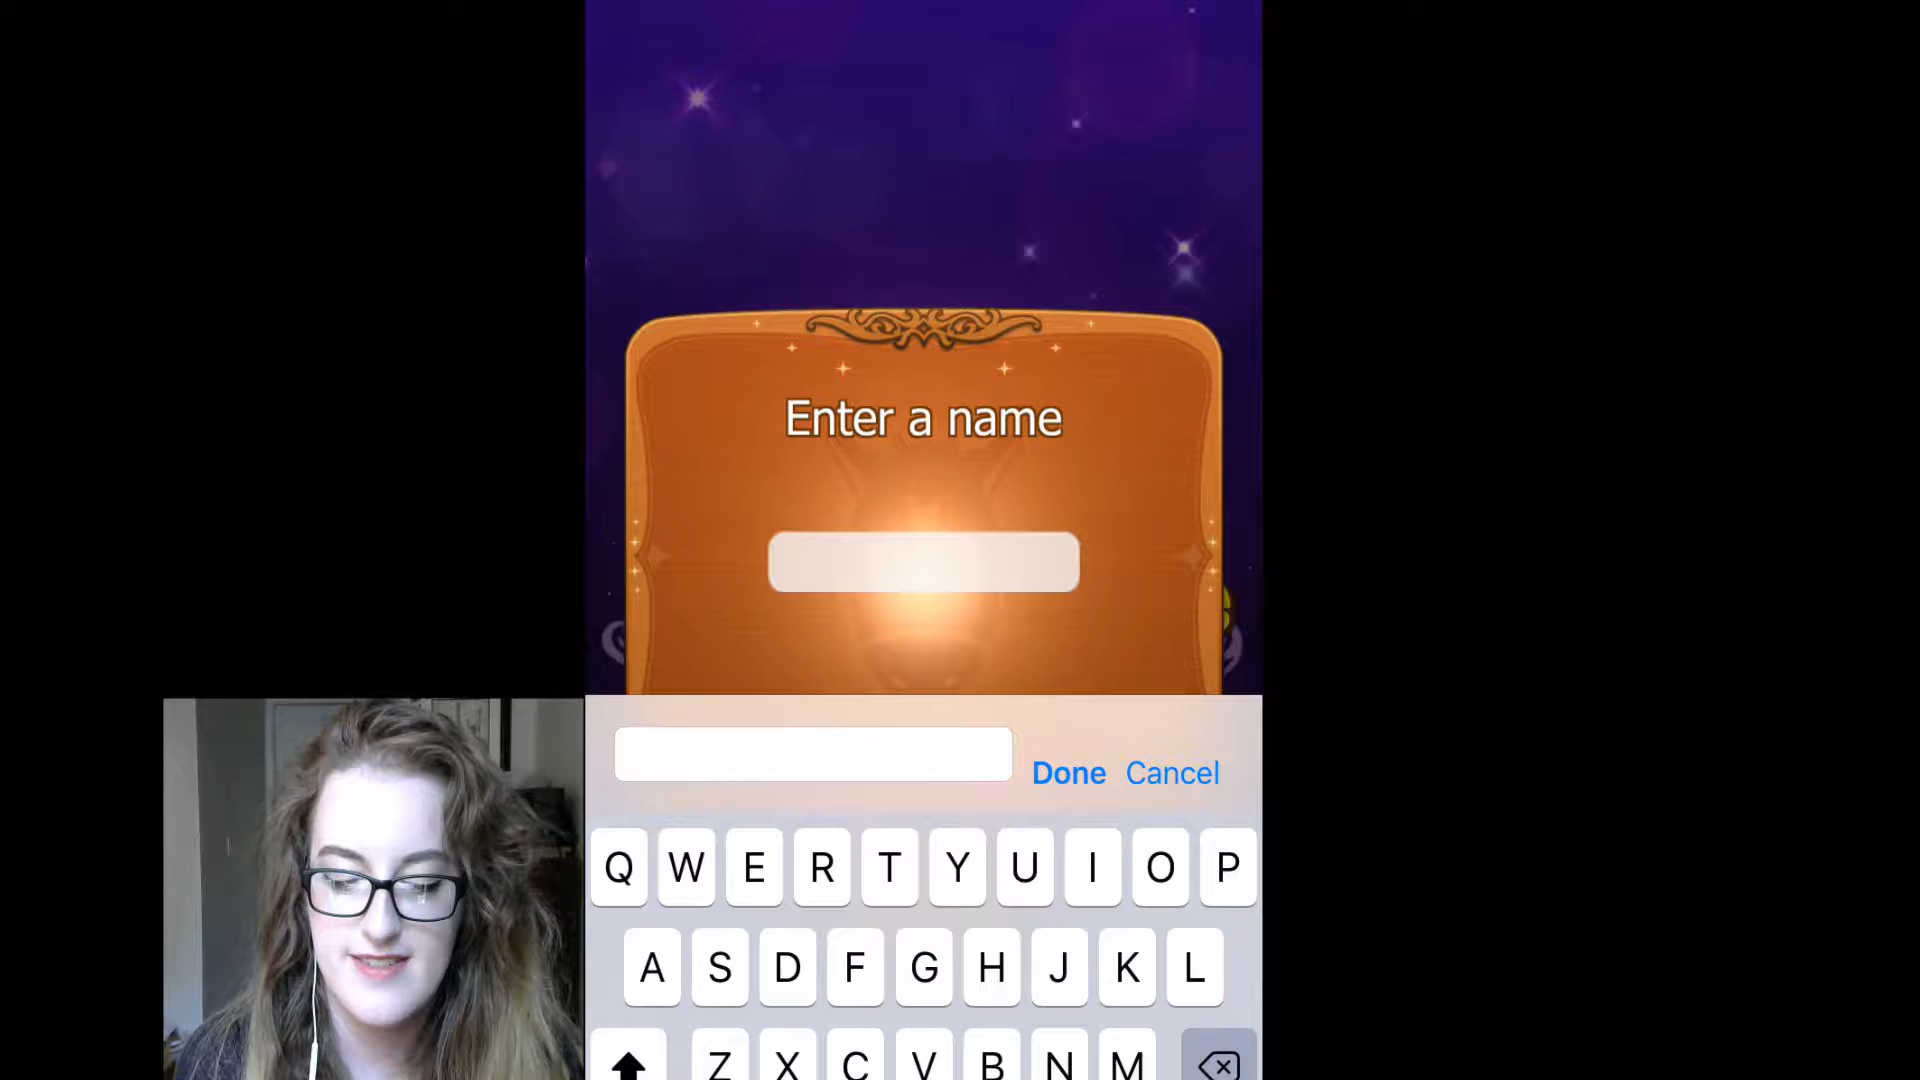 Enter a name
Done Cancel
Q W E R T Y U I O P
A S D F G H J K L
Z X C V B N M